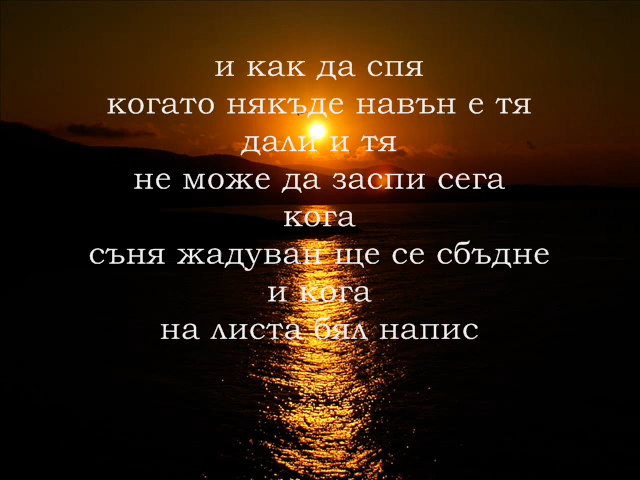 и как да спя
когато някъде навън е тя
дали и тя
не може да заспи сега
кога
съня жадуван ще се сбъдне
и кога
на листа бял напис